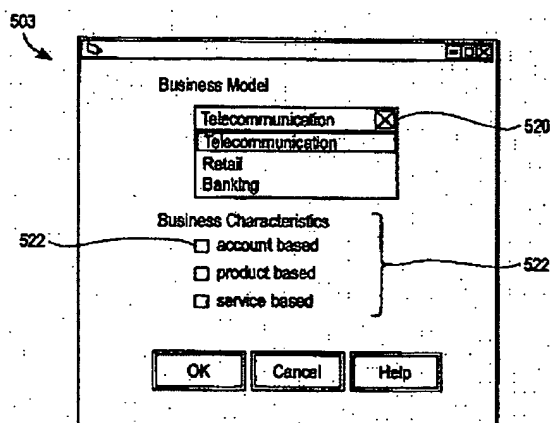 503
Business Model
Telecommunication
520
Telecommunication
Retail
Banking
Business Characteristics
522
account based
product based
522
service based
OK Cancel Help